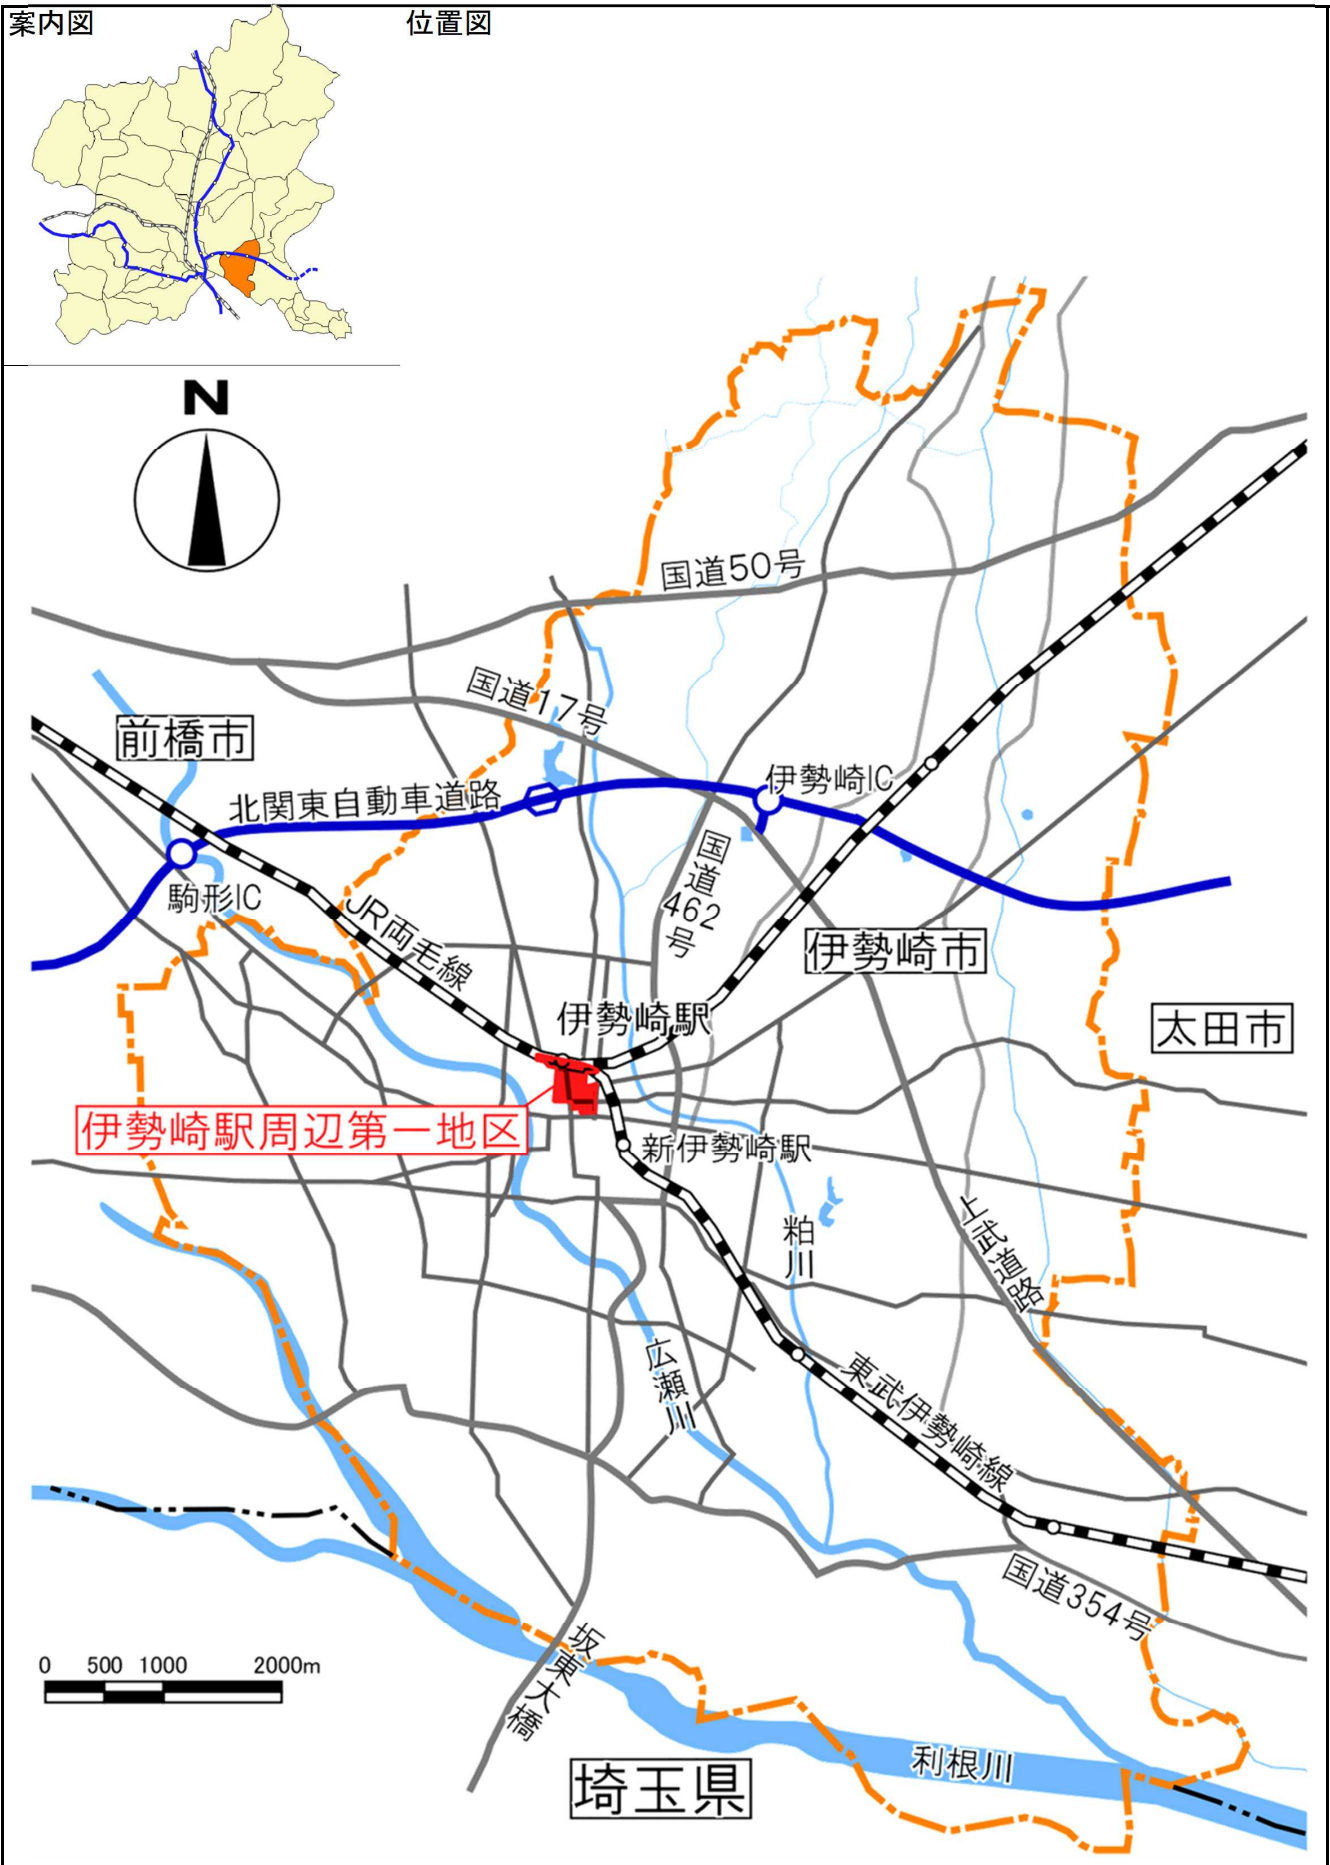 案内図
位置図
N
国道50号
国道17号
前橋市
伊勢崎IC
北関東自動車道路
国道462号
駒形IC
JR両毛線
伊勢崎市
伊勢崎駅
太田市
伊勢崎駅周辺第一地区
新伊勢崎駅
上武道路
粕川
広瀬川
東武伊勢崎線
国道354号
坂東大橋
0 500 1000 2000m
利根川
埼玉県